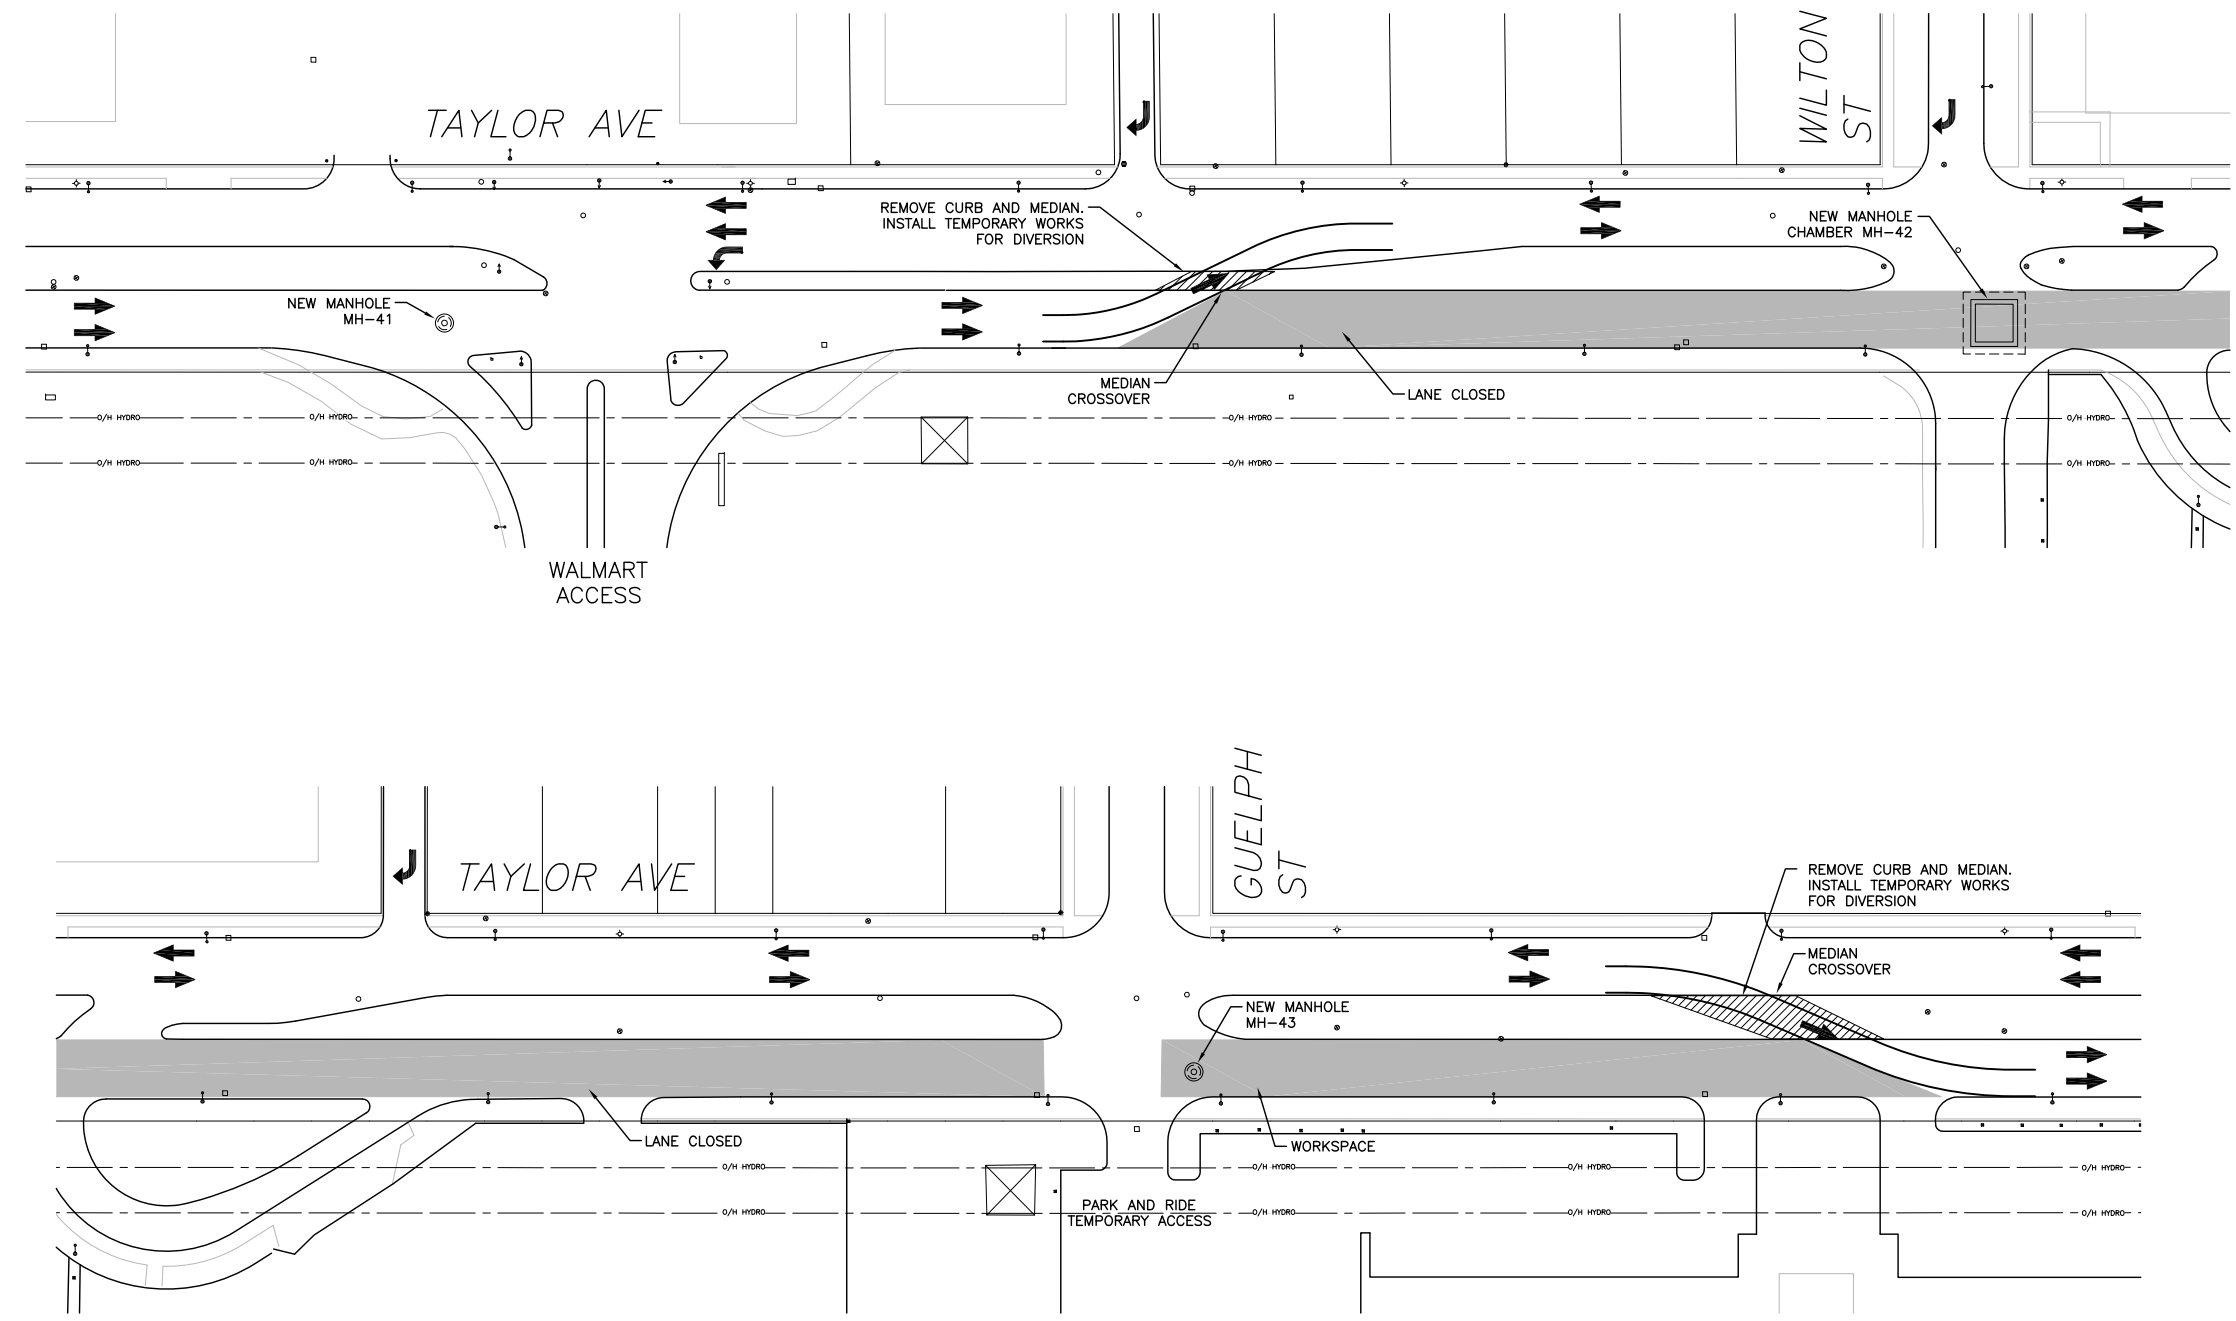 WILTON
ST
TAYLOR AVE
REMOVE CURB AND MEDIAN.
INSTALL TEMPORARY WORKS
FOR DIVERSION
NEW MANHOLE
CHAMBER MH-42
NEW MANHOLE
MH-41
MEDIAN
CROSSOVER
LANE CLOSED
O/H HYDRO
O/H HYDRO
O/H HYDRO
O/H HYDRO
O/H HYDRO
O/H HYDRO
O/H HYDRO
O/H HYDRO
WALMART
ACCESS
GUELPH
ST
TAYLOR AVE
REMOVE CURB AND MEDIAN.
INSTALL TEMPORARY WORKS
FOR DIVERSION
MEDIAN
CROSSOVER
NEW MANHOLE
MH-43
LANE CLOSED
WORKSPACE
O/H HYDRO
O/H HYDRO
O/H HYDRO
O/H HYDRO
PARK AND RIDE
TEMPORARY ACCESS
O/H HYDRO
O/H HYDRO
O/H HYDRO
O/H HYDRO